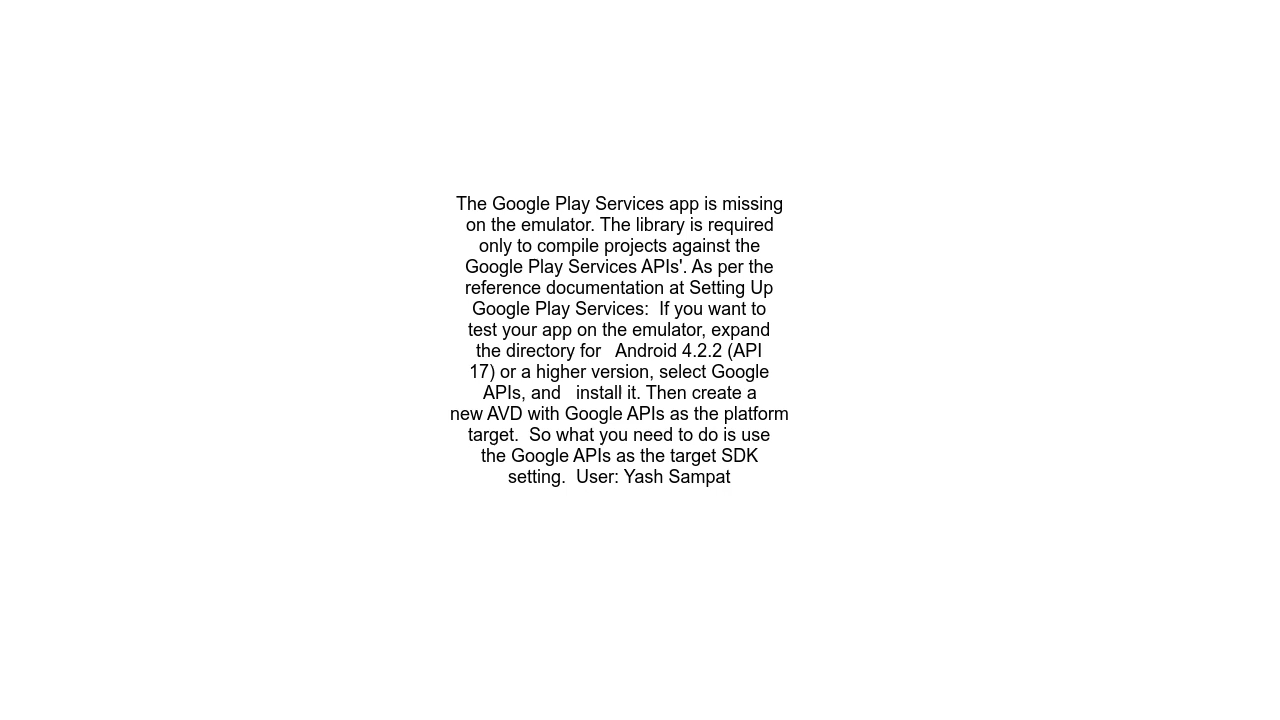 The Google Play Services app is missing
on the emulator. The library is required
only to compile projects against the
Google Play Services APIs'. As per the
reference documentation at Setting Up
Google Play Services:  If you want to
test your app on the emulator, expand
the directory for   Android 4.2.2 (API
17) or a higher version, select Google
APIs, and   install it. Then create a
new AVD with Google APIs as the platform
target.  So what you need to do is use
the Google APIs as the target SDK
setting.  User: Yash Sampat